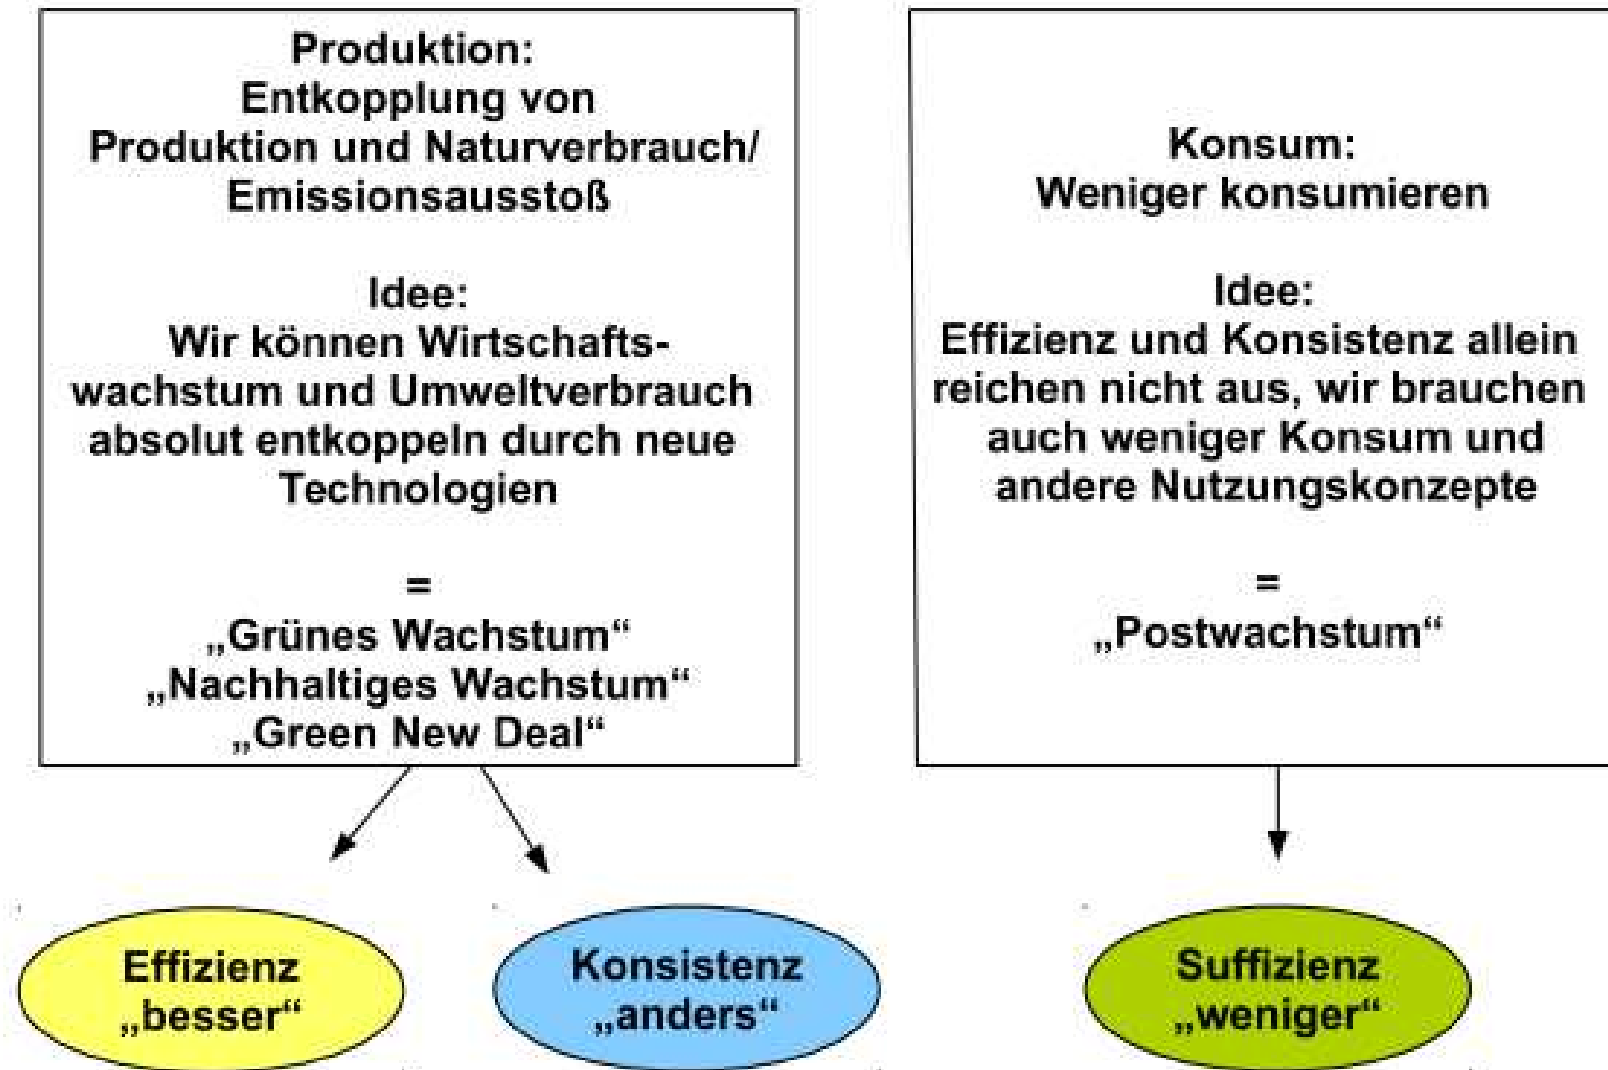 Produktion:
Entkopplung von
Produktion und Naturverbrauch/
Emissionsausstoß
Idee:
Wir können Wirtschafts-
wachstum und Umweltverbrauch
absolut entkoppeln durch neue
Technologien
=
„Grünes Wachstum“
„Nachhaltiges Wachstum“
„Green New Deal“
Konsum:
Weniger konsumieren
Idee:
Effizienz und Konsistenz allein
reichen nicht aus, wir brauchen
auch weniger Konsum und
andere Nutzungskonzepte
=
„Postwachstum“
Effizienz
„besser“
Konsistenz
„anders“
Suffizienz
„weniger“